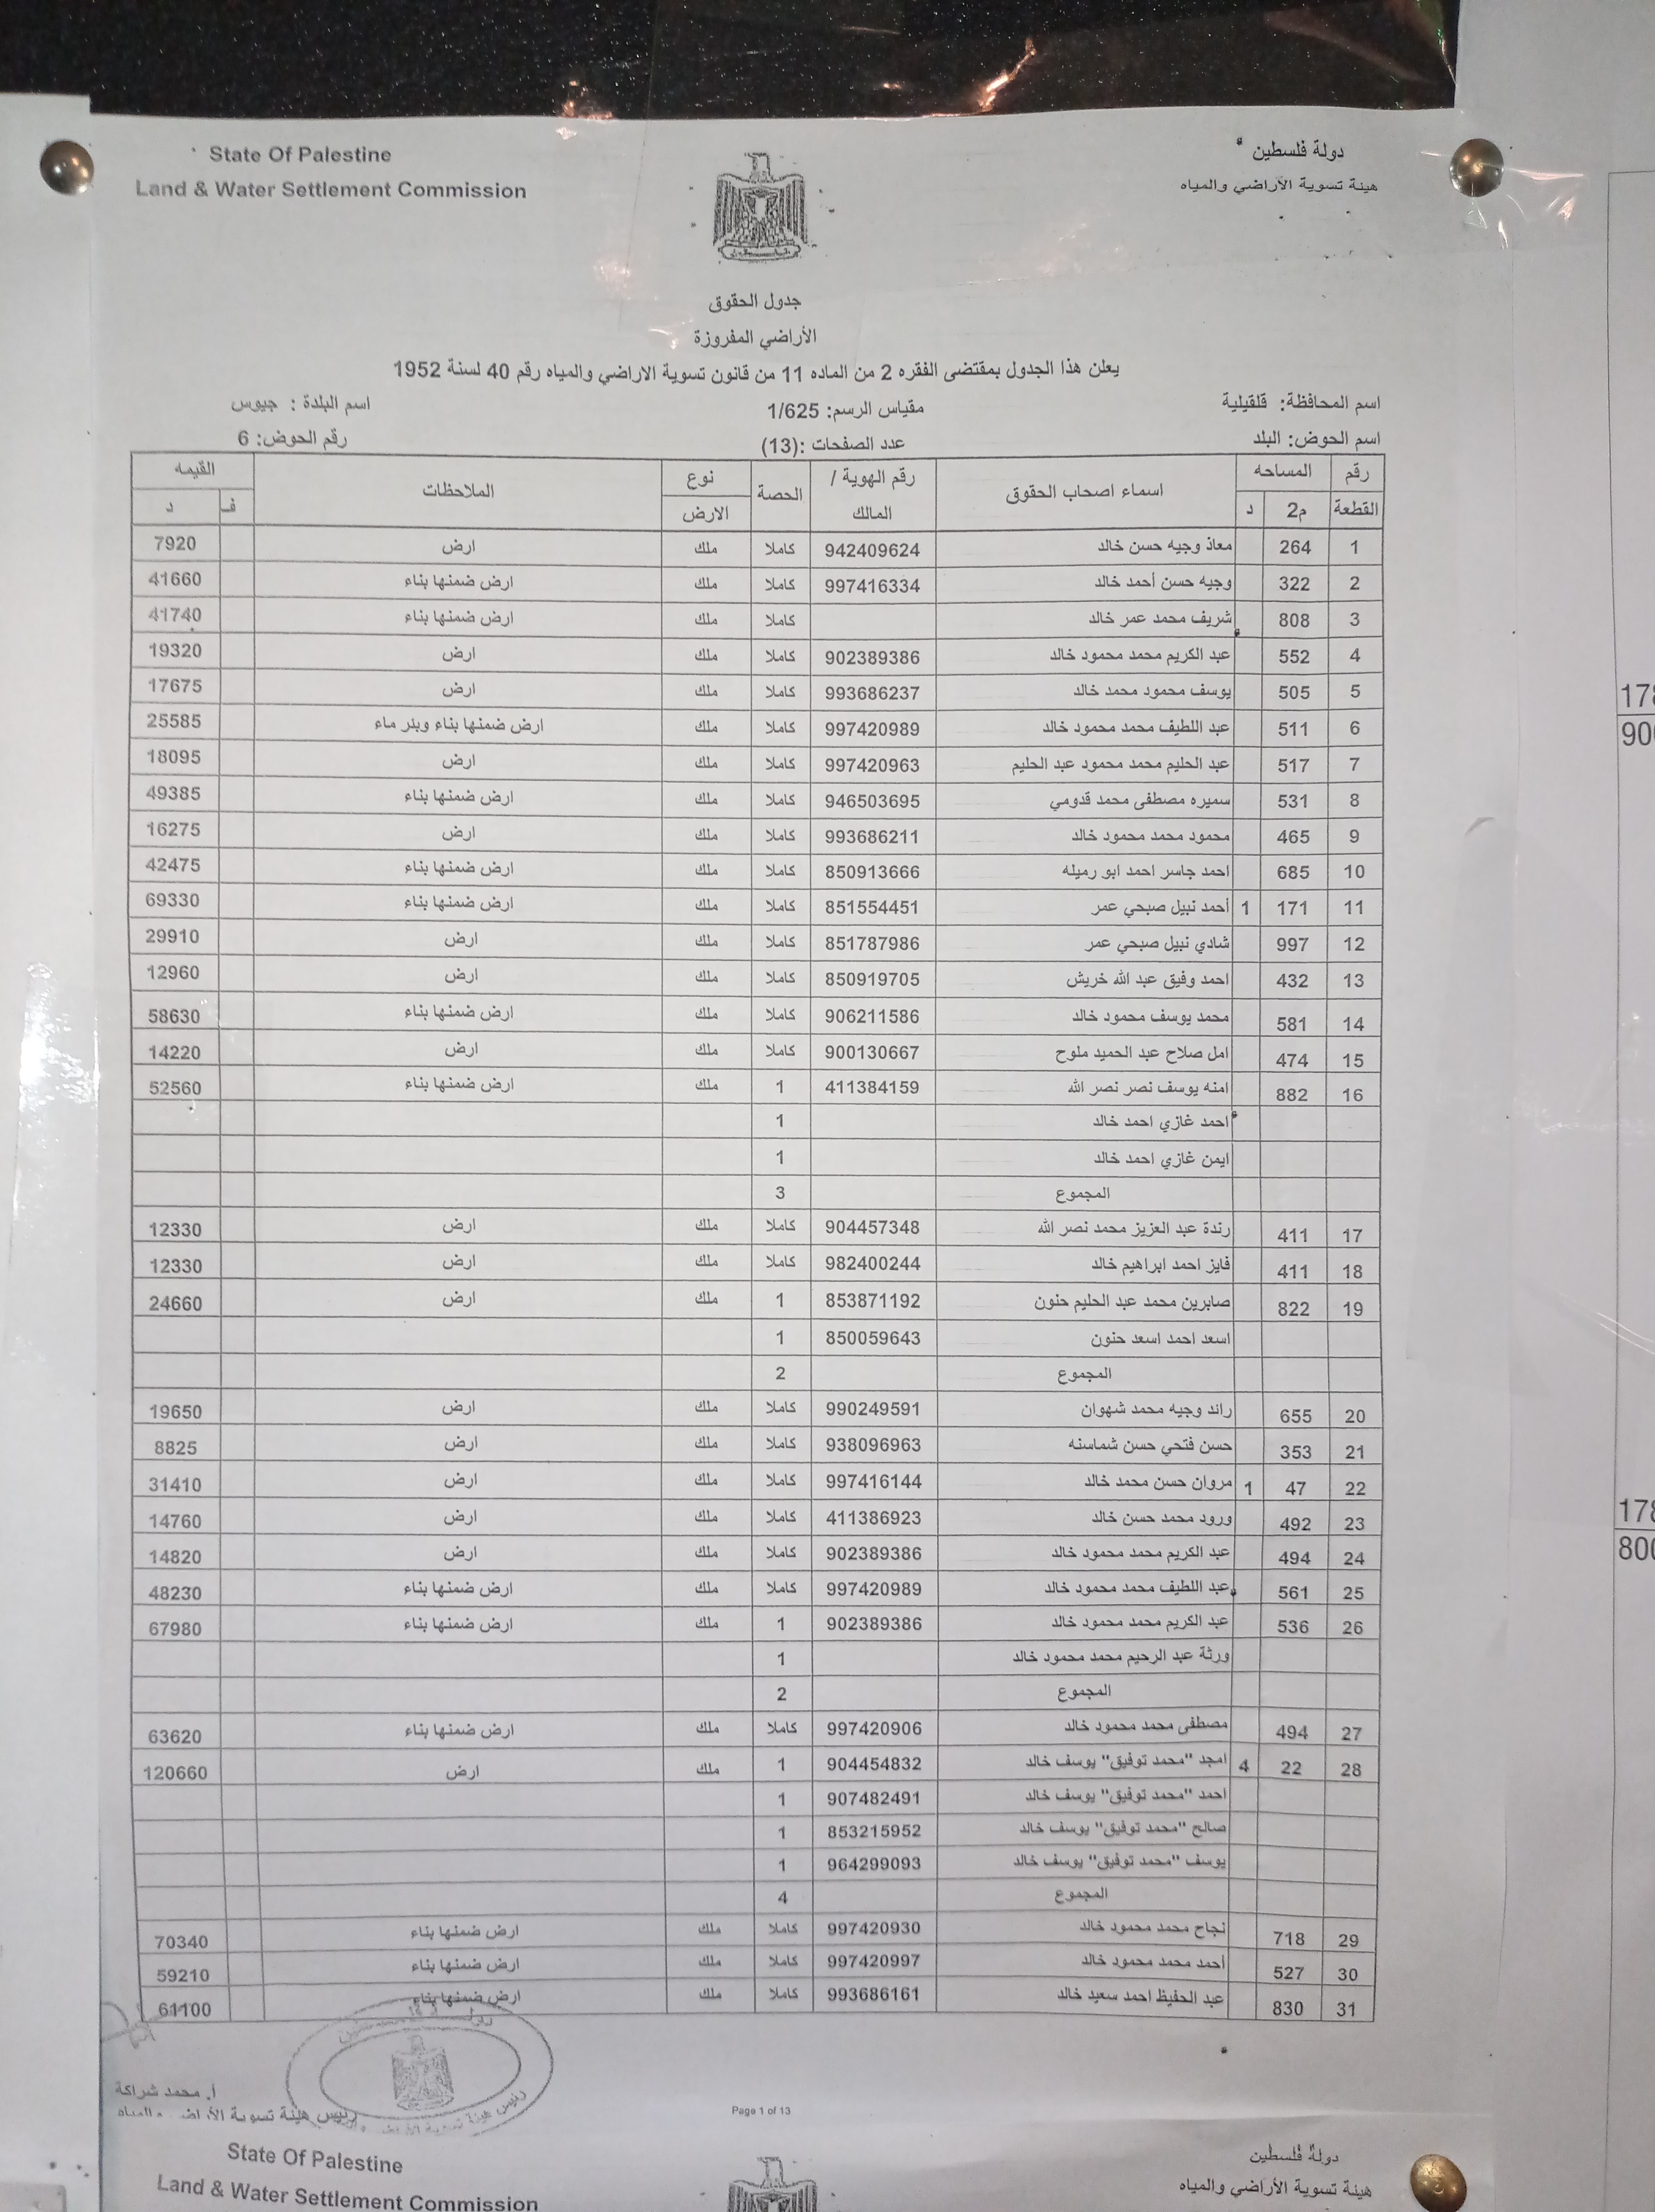 State Of Palestine
Land & Water Settlement Commission
دولة فلسطين
هيئة تسوية الأراضي والمياه
جدول الحقوق
الأراضي المفروزة
يعلن هذا الجدول بمقتضى الفقره 2 من الماده 11 من قانون تسوية الاراضي والمياه رقم 40 لسنة 1952
اسم المحافظة: قلقيلية مقياس الرسم: 1/625 اسم البلدة : جيوس
اسم الحوض: البلد عدد الصفحات :(13) رقم الحوض: 6
رقم القطعة المساحه م2 د اسماء اصحاب الحقوق رقم الهوية / المالك الحصة نوع الارض الملاحظات القيمه ف د
1 264 معاذ وجيه حسن خالد 942409624 كاملا ملك ارض 7920
2 322 وجيه حسن أحمد خالد 997416334 كاملا ملك ارض ضمنها بناء 41660
3 808 شريف محمد عمر خالد كاملا ملك ارض ضمنها بناء 41740
4 552 عبد الكريم محمد محمود خالد 902389386 كاملا ملك ارض 19320
5 505 يوسف محمود محمد خالد 993686237 كاملا ملك ارض 17675
6 511 عبد اللطيف محمد محمود خالد 997420989 كاملا ملك ارض ضمنها بناء وبئر ماء 25585
7 517 عبد الحليم محمد محمود عبد الحليم 997420963 كاملا ملك ارض 18095
8 531 سميره مصطفى محمد قدومي 946503695 كاملا ملك ارض ضمنها بناء 49385
9 465 محمود محمد محمود خالد 993686211 كاملا ملك ارض 16275
10 685 احمد جاسر احمد ابو رميله 850913666 كاملا ملك ارض ضمنها بناء 42475
11 171 1 أحمد نبيل صبحي عمر 851554451 كاملا ملك ارض ضمنها بناء 69330
12 997 شادي نبيل صبحي عمر 851787986 كاملا ملك ارض 29910
13 432 احمد وفيق عبد الله خريش 850919705 كاملا ملك ارض 12960
14 581 محمد يوسف محمود خالد 906211586 كاملا ملك ارض ضمنها بناء 58630
15 474 امل صلاح عبد الحميد ملوح 900130667 كاملا ملك ارض 14220
16 882 امنه يوسف نصر نصر الله 411384159 1 ملك ارض ضمنها بناء 52560
احمد غازي احمد خالد 1
ايمن غازي احمد خالد 1
المجموع 3
17 411 رندة عبد العزيز محمد نصر الله 904457348 كاملا ملك ارض 12330
18 411 فايز احمد ابراهيم خالد 982400244 كاملا ملك ارض 12330
19 822 صابرين محمد عبد الحليم حنون 853871192 1 ملك ارض 24660
اسعد احمد اسعد حنون 850059643 1
المجموع 2
20 655 رائد وجيه محمد شهوان 990249591 كاملا ملك ارض 19650
21 353 حسن فتحي حسن شماسنه 938096963 كاملا ملك ارض 8825
22 47 1 مروان حسن محمد خالد 997416144 كاملا ملك ارض 31410
23 492 ورود محمد حسن خالد 411386923 كاملا ملك ارض 14760
24 494 عبد الكريم محمد محمود خالد 902389386 كاملا ملك ارض 14820
25 561 عبد اللطيف محمد محمود خالد 997420989 كاملا ملك ارض ضمنها بناء 48230
26 536 عبد الكريم محمد محمود خالد 902389386 1 ملك ارض ضمنها بناء 67980
ورثة عبد الرحيم محمد محمود خالد 1
المجموع 2
27 494 مصطفى محمد محمود خالد 997420906 كاملا ملك ارض ضمنها بناء 63620
28 22 4 امجد "محمد توفيق" يوسف خالد 904454832 1 ملك ارض 120660
احمد "محمد توفيق" يوسف خالد 907482491 1
صالح "محمد توفيق" يوسف خالد 853215952 1
يوسف "محمد توفيق" يوسف خالد 964299093 1
المجموع 4
29 718 نجاح محمد محمود خالد 997420930 كاملا ملك ارض ضمنها بناء 70340
30 527 أحمد محمد محمود خالد 997420997 كاملا ملك ارض ضمنها بناء 59210
31 830 عبد الحفيظ احمد سعيد خالد 993686161 كاملا ملك ارض ضمنها بناء 61100
أ. محمد شراكة
رئيس هيئة تسوية الأراضي والمياه
Page 1 of 13
State Of Palestine
Land & Water Settlement Commission
دولة فلسطين
هيئة تسوية الأراضي والمياه